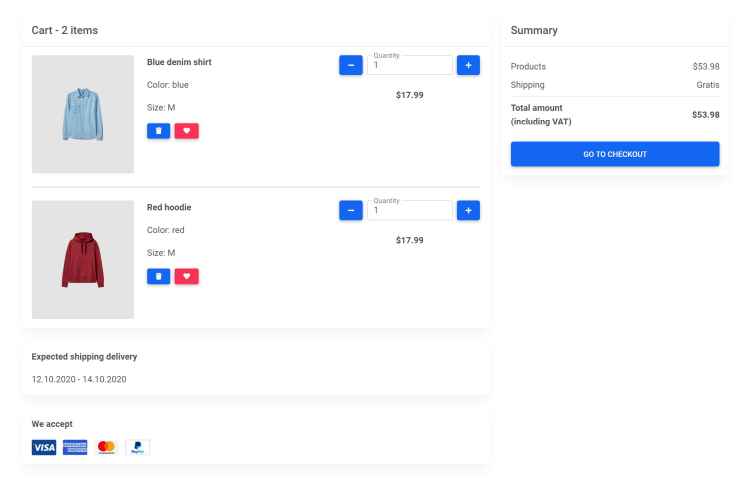 Cart - 2 items
Blue denim shirt
Color: blue
Size: M
Quantity
1
$17.99
Red hoodie
Color: red
Size: M
Quantity
1
$17.99
Expected shipping delivery
12.10.2020 - 14.10.2020
We accept
VISA
PayPal
Summary
Products $53.98
Shipping Gratis
Total amount
(including VAT) $53.98
GO TO CHECKOUT